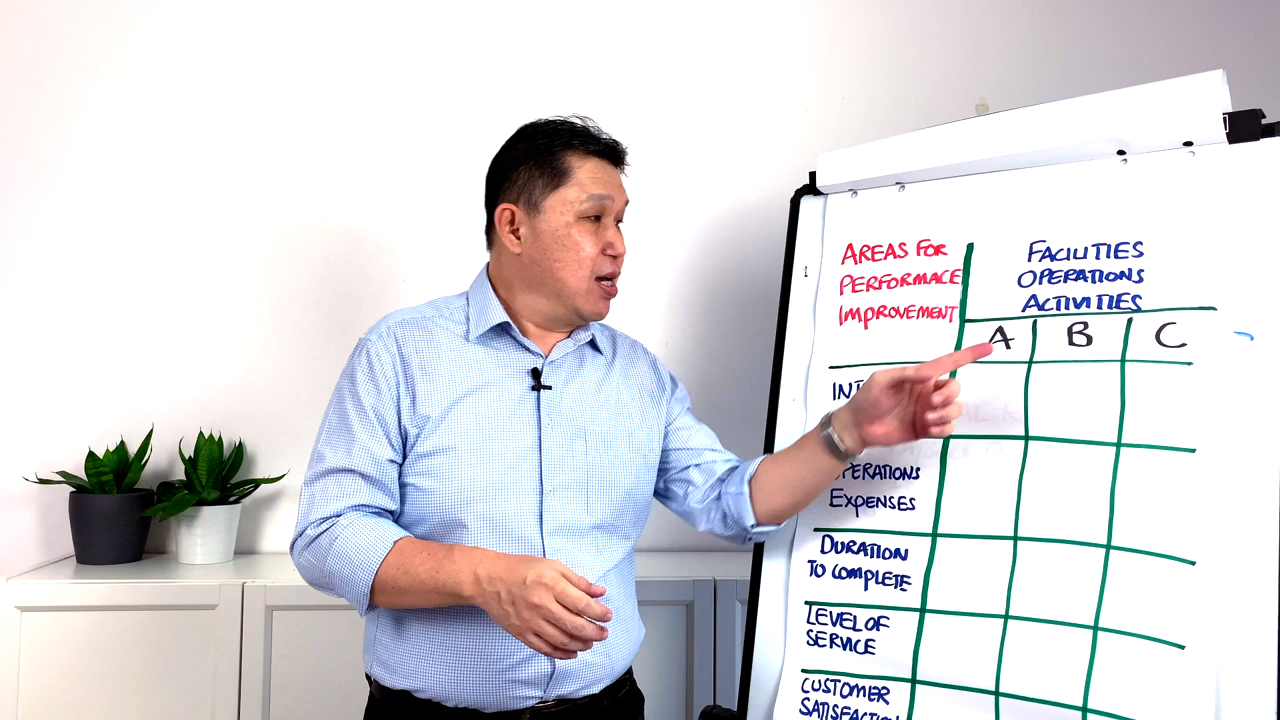 AREAS FOR
PERFORMACE
IMPROVEMENT
FACILITIES
OPERATIONS
ACTIVITIES
A B C
OPERATIONS
EXPENSES
DURATION
TO COMPLETE
LEVEL OF
SERVICE
CUSTOMER
SATISFACTION